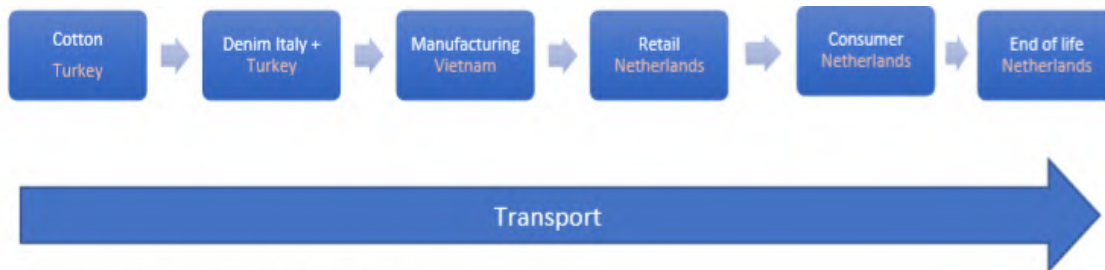 Cotton
Turkey
Denim Italy +
Turkey
Manufacturing
Vietnam
Retail
Netherlands
Consumer
Netherlands
End of life
Netherlands
Transport